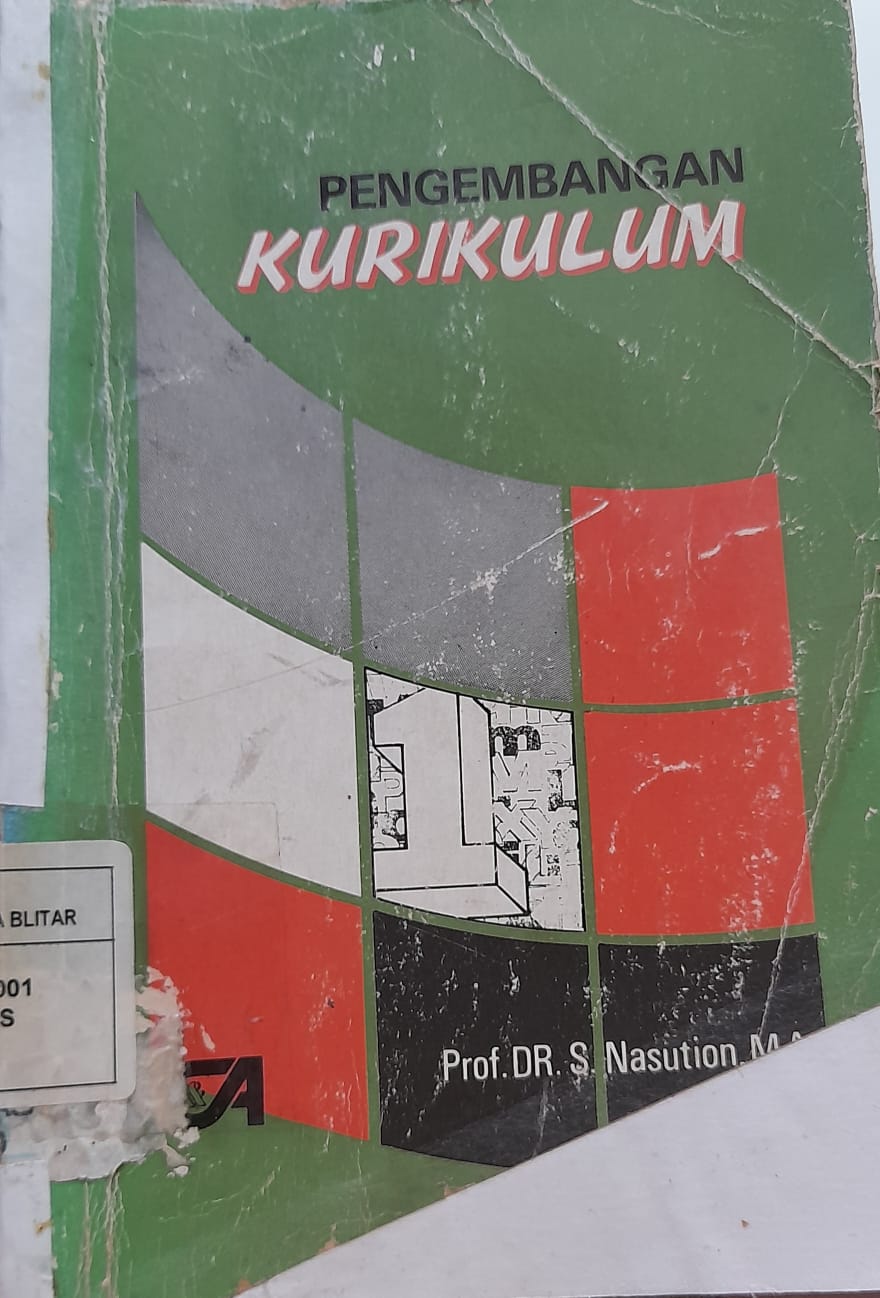 PENGEMBANGAN
KURIKULUM
B
Prof. DR. S. Nasution, M.A.
A BLITAR
001
S
&
A